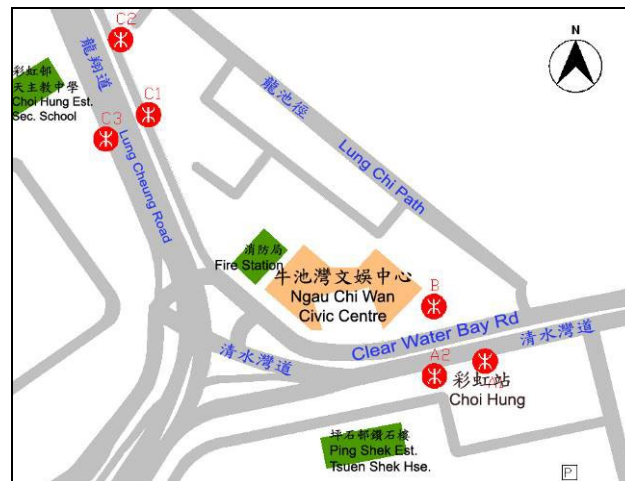 C2
N
龍翔道
彩虹邨
天主教中學
Choi Hung Est.
Sec. School
龍池徑
C1
C3
Lung Cheung Road
Lung Chi Path
消防局
Fire Station
牛池灣文娛中心
Ngau Chi Wan
Civic Centre
B
Clear Water Bay Rd
清水灣道
清水灣道
A2
A1
彩虹站
Choi Hung
坪石邨鑽石樓
Ping Shek Est.
Tsuen Shek Hse.
P